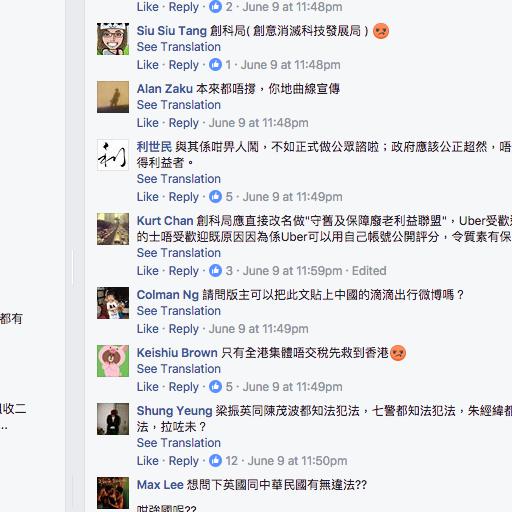 Like · Reply · 2 · June 9 at 11:48pm
Siu Siu Tang 創科局( 創意消滅科技發展局 ) 😡
See Translation
Like · Reply · 1 · June 9 at 11:48pm
Alan Zaku 本來都唔撐，你地曲線宣傳
See Translation
Like · Reply · June 9 at 11:48pm
利世民 與其係咁畀人鬧，不如正式做公眾諮啦；政府應該公正超然，唔
得利益者。
See Translation
Like · Reply · 5 · June 9 at 11:49pm
Kurt Chan 創科局應直接改名做"守舊及保障廢老利益聯盟"，Uber受歡迎
的士唔受歡迎既原因因為係Uber可以用自己帳號公開評分，令質素有保
See Translation
Like · Reply · 3 · June 9 at 11:59pm · Edited
Colman Ng 請問版主可以把此文貼上中國的滴滴出行微博嗎？
See Translation
Like · Reply · June 9 at 11:49pm
都有
Keishiu Brown 只有全港集體唔交稅先救到香港😡
See Translation
Like · Reply · 5 · June 9 at 11:49pm
收二
...
Shung Yeung 梁振英同陳茂波都知法犯法，七警都知法犯法，朱經緯都
法，拉咗未？
See Translation
Like · Reply · 12 · June 9 at 11:50pm
Max Lee 想問下英國同中華民國有無違法??
咁強國呢??